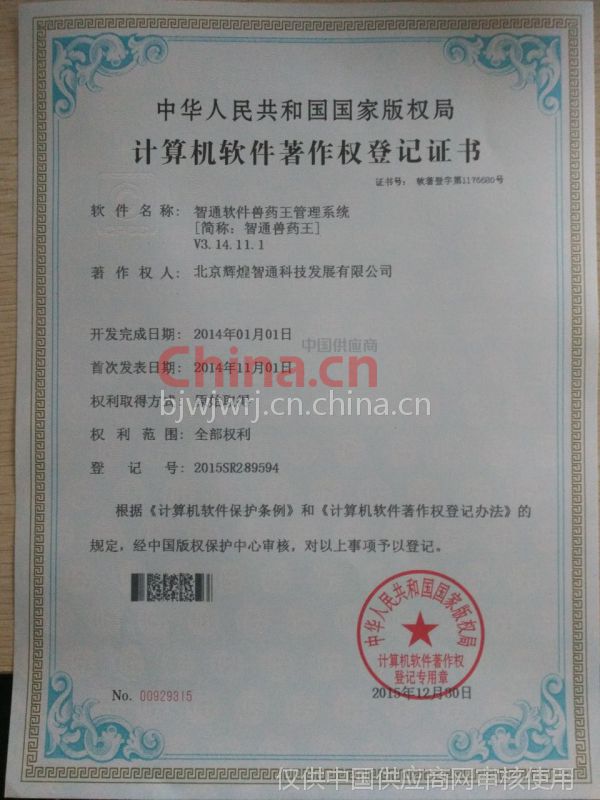 中华人民共和国国家版权局
计算机软件著作权登记证书
证书号： 软著登字第1176680号
软件名称： 智通软件兽药王管理系统
[简称：智通兽药王]
V3.14.11.1
著作权人： 北京辉煌智通科技发展有限公司
开发完成日期： 2014年01月01日
中国供应商
China.cn
首次发表日期： 2014年11月01日
bjwjwrj.cn.china.cn
权利取得方式： 原始取得
权利范围： 全部权利
登记号： 2015SR289594
根据《计算机软件保护条例》和《计算机软件著作权登记办法》的
规定，经中国版权保护中心审核，对以上事项予以登记。
中华人民共和国国家版权局
计算机软件著作权
登记专用章
No. 00929315
2015年12月30日
仅供中国供应商网审核使用